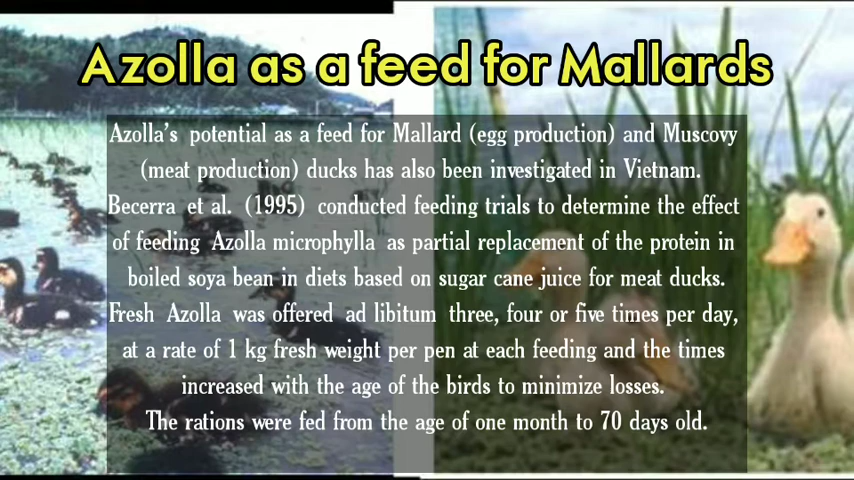 Azolla as a feed for Mallards
Azolla's potential as a feed for Mallard (egg production) and Muscovy
(meat production) ducks has also been investigated in Vietnam.
Becerra et al. (1995) conducted feeding trials to determine the effect
of feeding Azolla microphylla as partial replacement of the protein in
boiled soya bean in diets based on sugar cane juice for meat ducks.
Fresh Azolla was offered ad libitum three, four or five times per day,
at a rate of 1 kg fresh weight per pen at each feeding and the times
increased with the age of the birds to minimize losses.
The rations were fed from the age of one month to 70 days old.